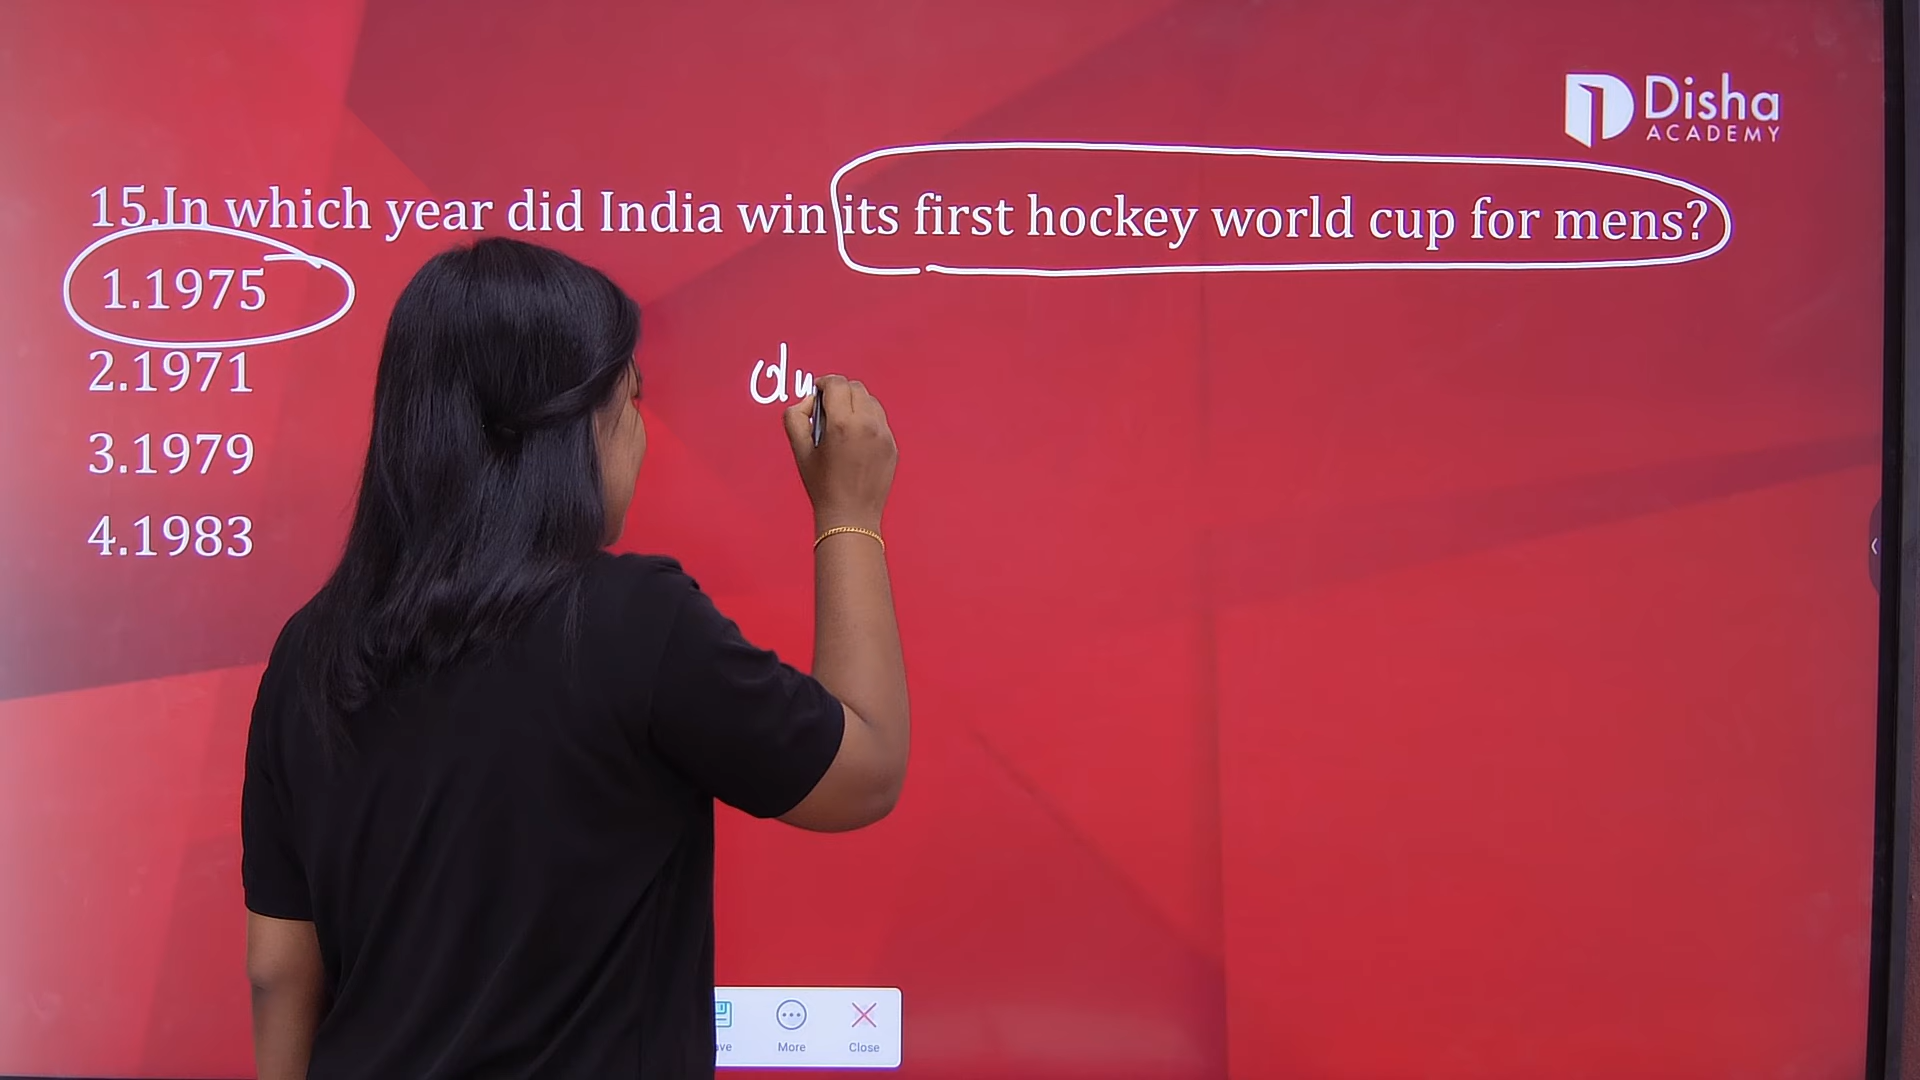 Disha
ACADEMY
15.In which year did India win its first hockey world cup for mens?
1.1975
2.1971
3.1979
4.1983
More
Close